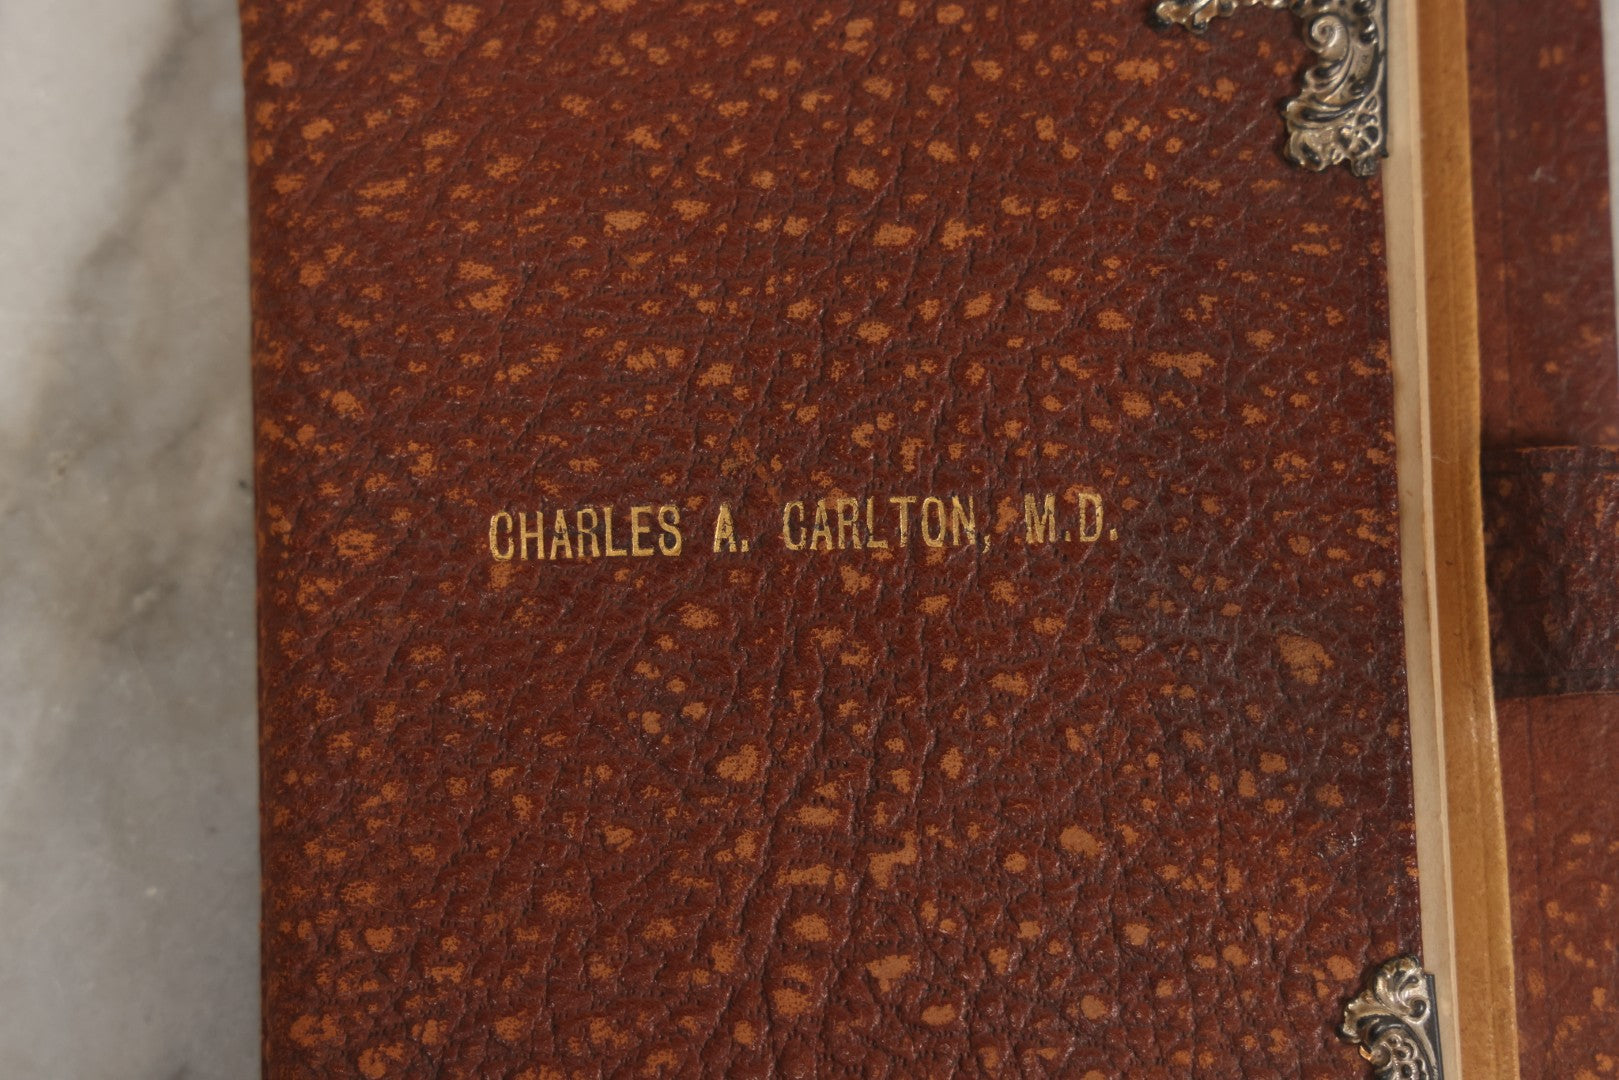 CHARLES A. CARLTON, M.D.